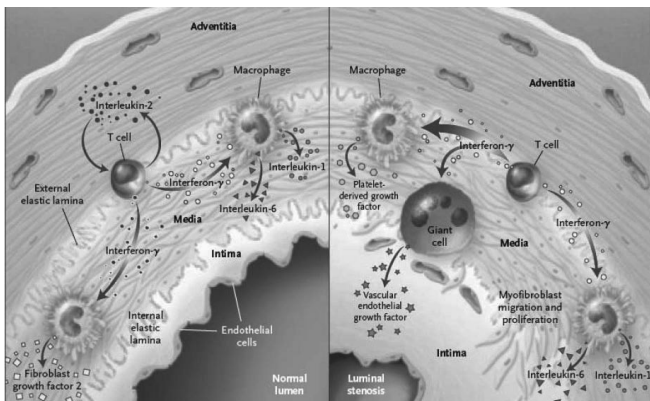 Adventitia
Interleukin-2
T cell
Macrophage
Interferon-γ
Interleukin-1
Interleukin-6
External
elastic lamina
Media
Interferon-γ
Intima
Internal
elastic
lamina
Endothelial
cells
Fibroblast
growth factor 2
Normal
lumen
Macrophage
Adventitia
Interferon-γ
T cell
Platelet-
derived growth
factor
Giant
cell
Media
Interferon-γ
Vascular
endothelial
growth factor
Myofibroblast
migration and
proliferation
Intima
Interleukin-6
Interleukin-1
Luminal
stenosis